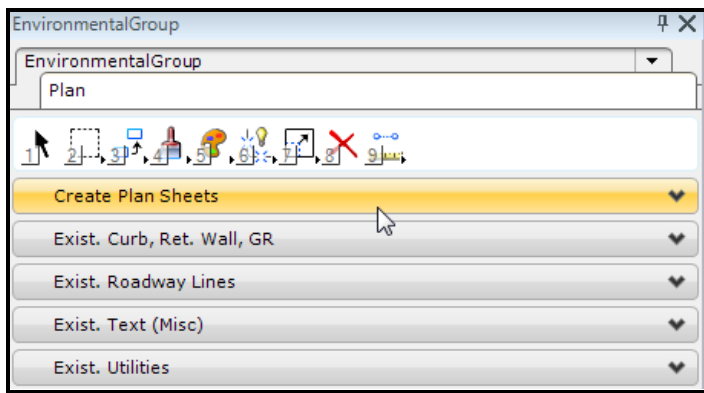 EnvironmentalGroup
EnvironmentalGroup
Plan
1 2 3 4 5 6 7 8 9
Create Plan Sheets
Exist. Curb, Ret. Wall, GR
Exist. Roadway Lines
Exist. Text (Misc)
Exist. Utilities